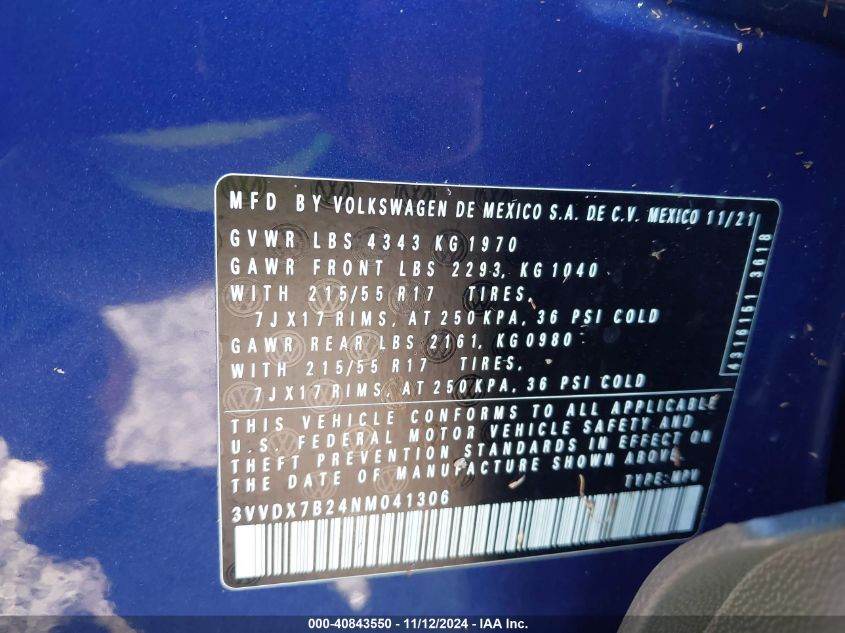 MFD BY VOLKSWAGEN DE MEXICO S.A. DE C.V. MEXICO 11/21
GVWR LBS 4343 KG 1970
GAWR FRONT LBS 2293, KG 1040
WITH 215/55 R17 TIRES,
7JX17 RIMS, AT 250 KPA, 36 PSI COLD
GAWR REAR LBS 2161, KG 0980
WITH 215/55 R17 TIRES,
7JX17 RIMS, AT 250 KPA, 36 PSI COLD
4316151 3618
THIS VEHICLE CONFORMS TO ALL APPLICABLE
U.S. FEDERAL MOTOR VEHICLE SAFETY AND
THEFT PREVENTION STANDARDS IN EFFECT ON
THE DATE OF MANUFACTURE SHOWN ABOVE.
TYPE: MPV
3VVDX7B24NM041306
000-40843550 - 11/12/2024 - IAA Inc.